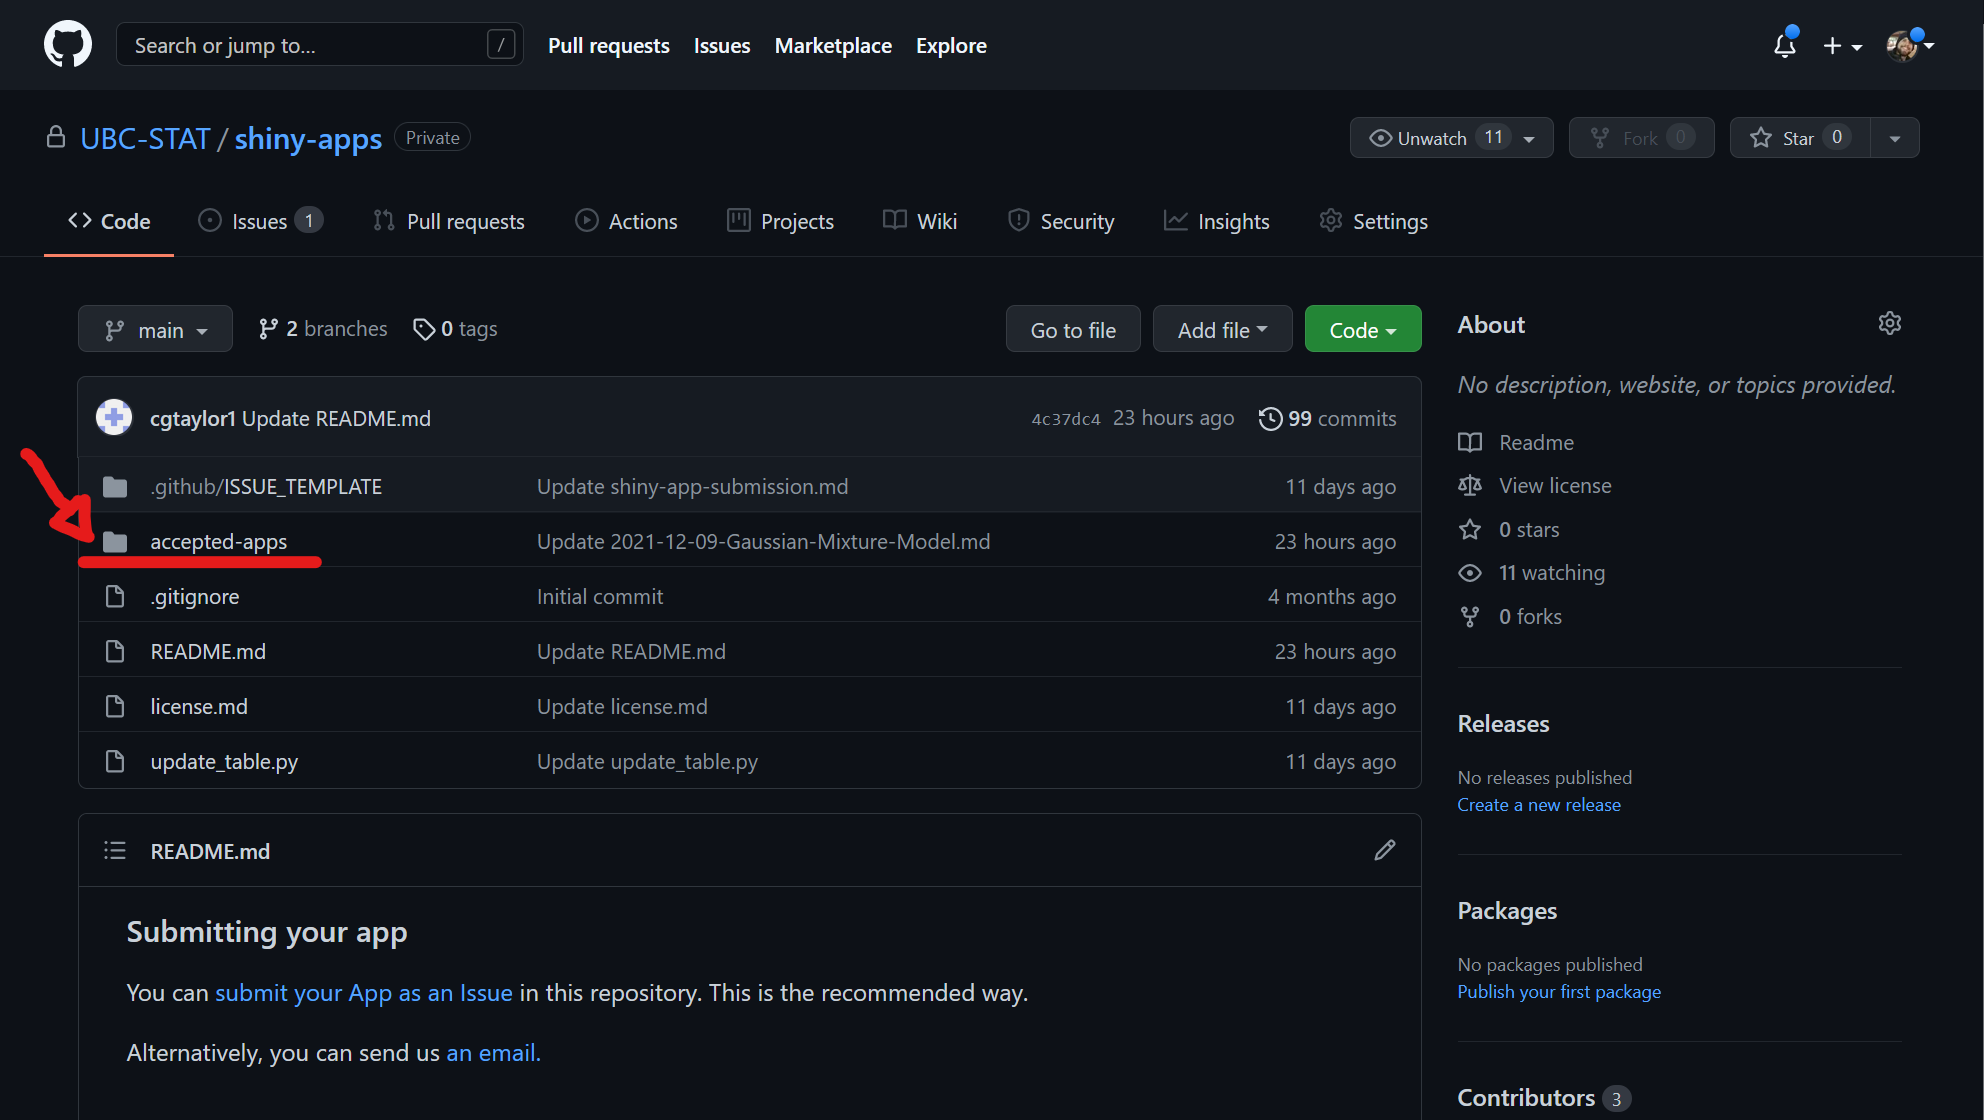 Search or jump to... / Pull requests Issues Marketplace Explore
UBC-STAT / shiny-apps Private Unwatch 11 Fork 0 Star 0
Code Issues 1 Pull requests Actions Projects Wiki Security Insights Settings
main 2 branches 0 tags Go to file Add file Code
cgtaylor1 Update README.md 4c37dc4 23 hours ago 99 commits
.github/ISSUE_TEMPLATE Update shiny-app-submission.md 11 days ago
accepted-apps Update 2021-12-09-Gaussian-Mixture-Model.md 23 hours ago
.gitignore Initial commit 4 months ago
README.md Update README.md 23 hours ago
license.md Update license.md 11 days ago
update_table.py Update update_table.py 11 days ago
README.md
Submitting your app
You can submit your App as an Issue in this repository. This is the recommended way.
Alternatively, you can send us an email.
About
No description, website, or topics provided.
Readme
View license
0 stars
11 watching
0 forks
Releases
No releases published
Create a new release
Packages
No packages published
Publish your first package
Contributors 3